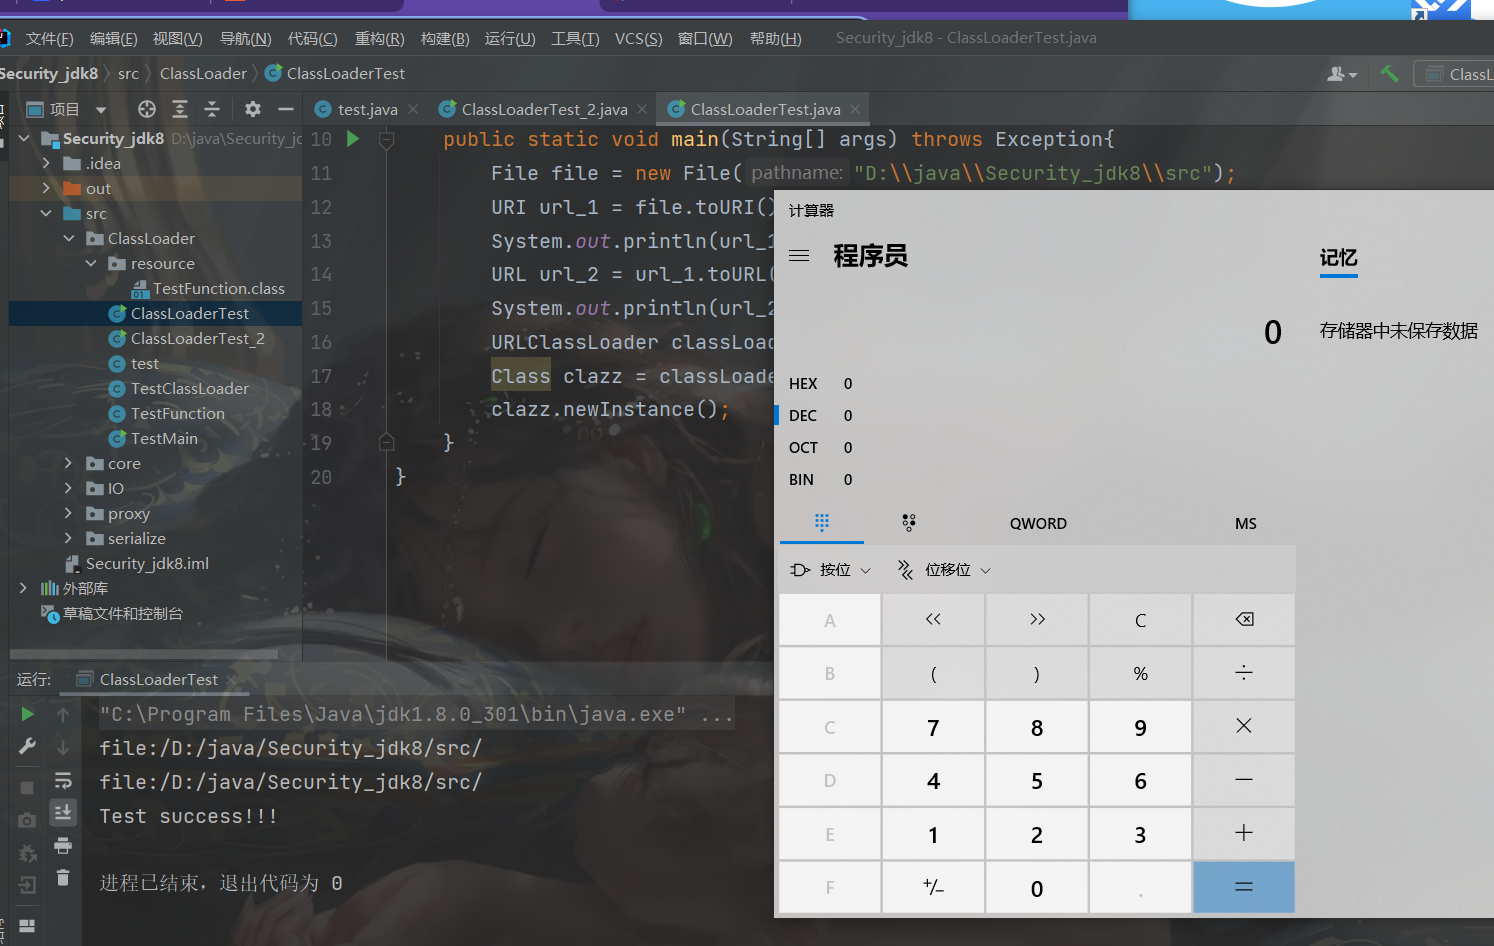 文件(F) 编辑(E) 视图(V) 导航(N) 代码(C) 重构(R) 构建(B) 运行(U) 工具(T) VCS(S) 窗口(W) 帮助(H) Security_jdk8 - ClassLoaderTest.java
Security_jdk8 src ClassLoader ClassLoaderTest ClassL
项目 test.java ClassLoaderTest_2.java ClassLoaderTest.java
Security_jdk8 D:\java\Security_jd
.idea
out
src
ClassLoader
resource
TestFunction.class
ClassLoaderTest
ClassLoaderTest_2
test
TestClassLoader
TestFunction
TestMain
core
IO
proxy
serialize
Security_jdk8.iml
外部库
草稿文件和控制台
10 public static void main(String[] args) throws Exception{
11 File file = new File( pathname: "D:\\java\\Security_jdk8\\src");
12 URI url_1 = file.toURI()
13 System.out.println(url_1
14 URL url_2 = url_1.toURL(
15 System.out.println(url_2
16 URLClassLoader classLoad
17 Class clazz = classLoade
18 clazz.newInstance();
19 }
20 }
运行: ClassLoaderTest
"C:\Program Files\Java\jdk1.8.0_301\bin\java.exe" ...
file:/D:/java/Security_jdk8/src/
file:/D:/java/Security_jdk8/src/
Test success!!!
进程已结束，退出代码为 0
计算器
程序员 记忆
0 存储器中未保存数据
HEX 0
DEC 0
OCT 0
BIN 0
QWORD MS
按位 位移位
A << >> C
B ( ) % ÷
C 7 8 9 ×
D 4 5 6 −
E 1 2 3 +
F +/− 0 . =